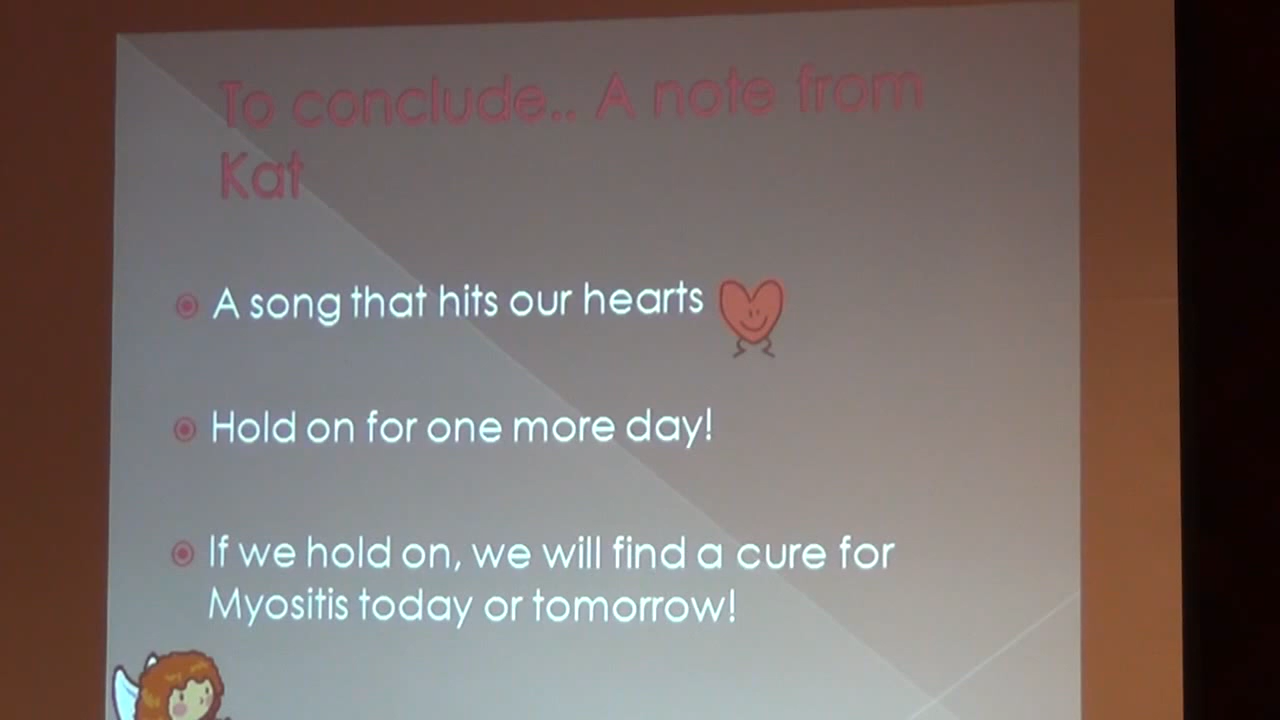 To conclude.. A note from
Kat
A song that hits our hearts
Hold on for one more day!
If we hold on, we will find a cure for
Myositis today or tomorrow!